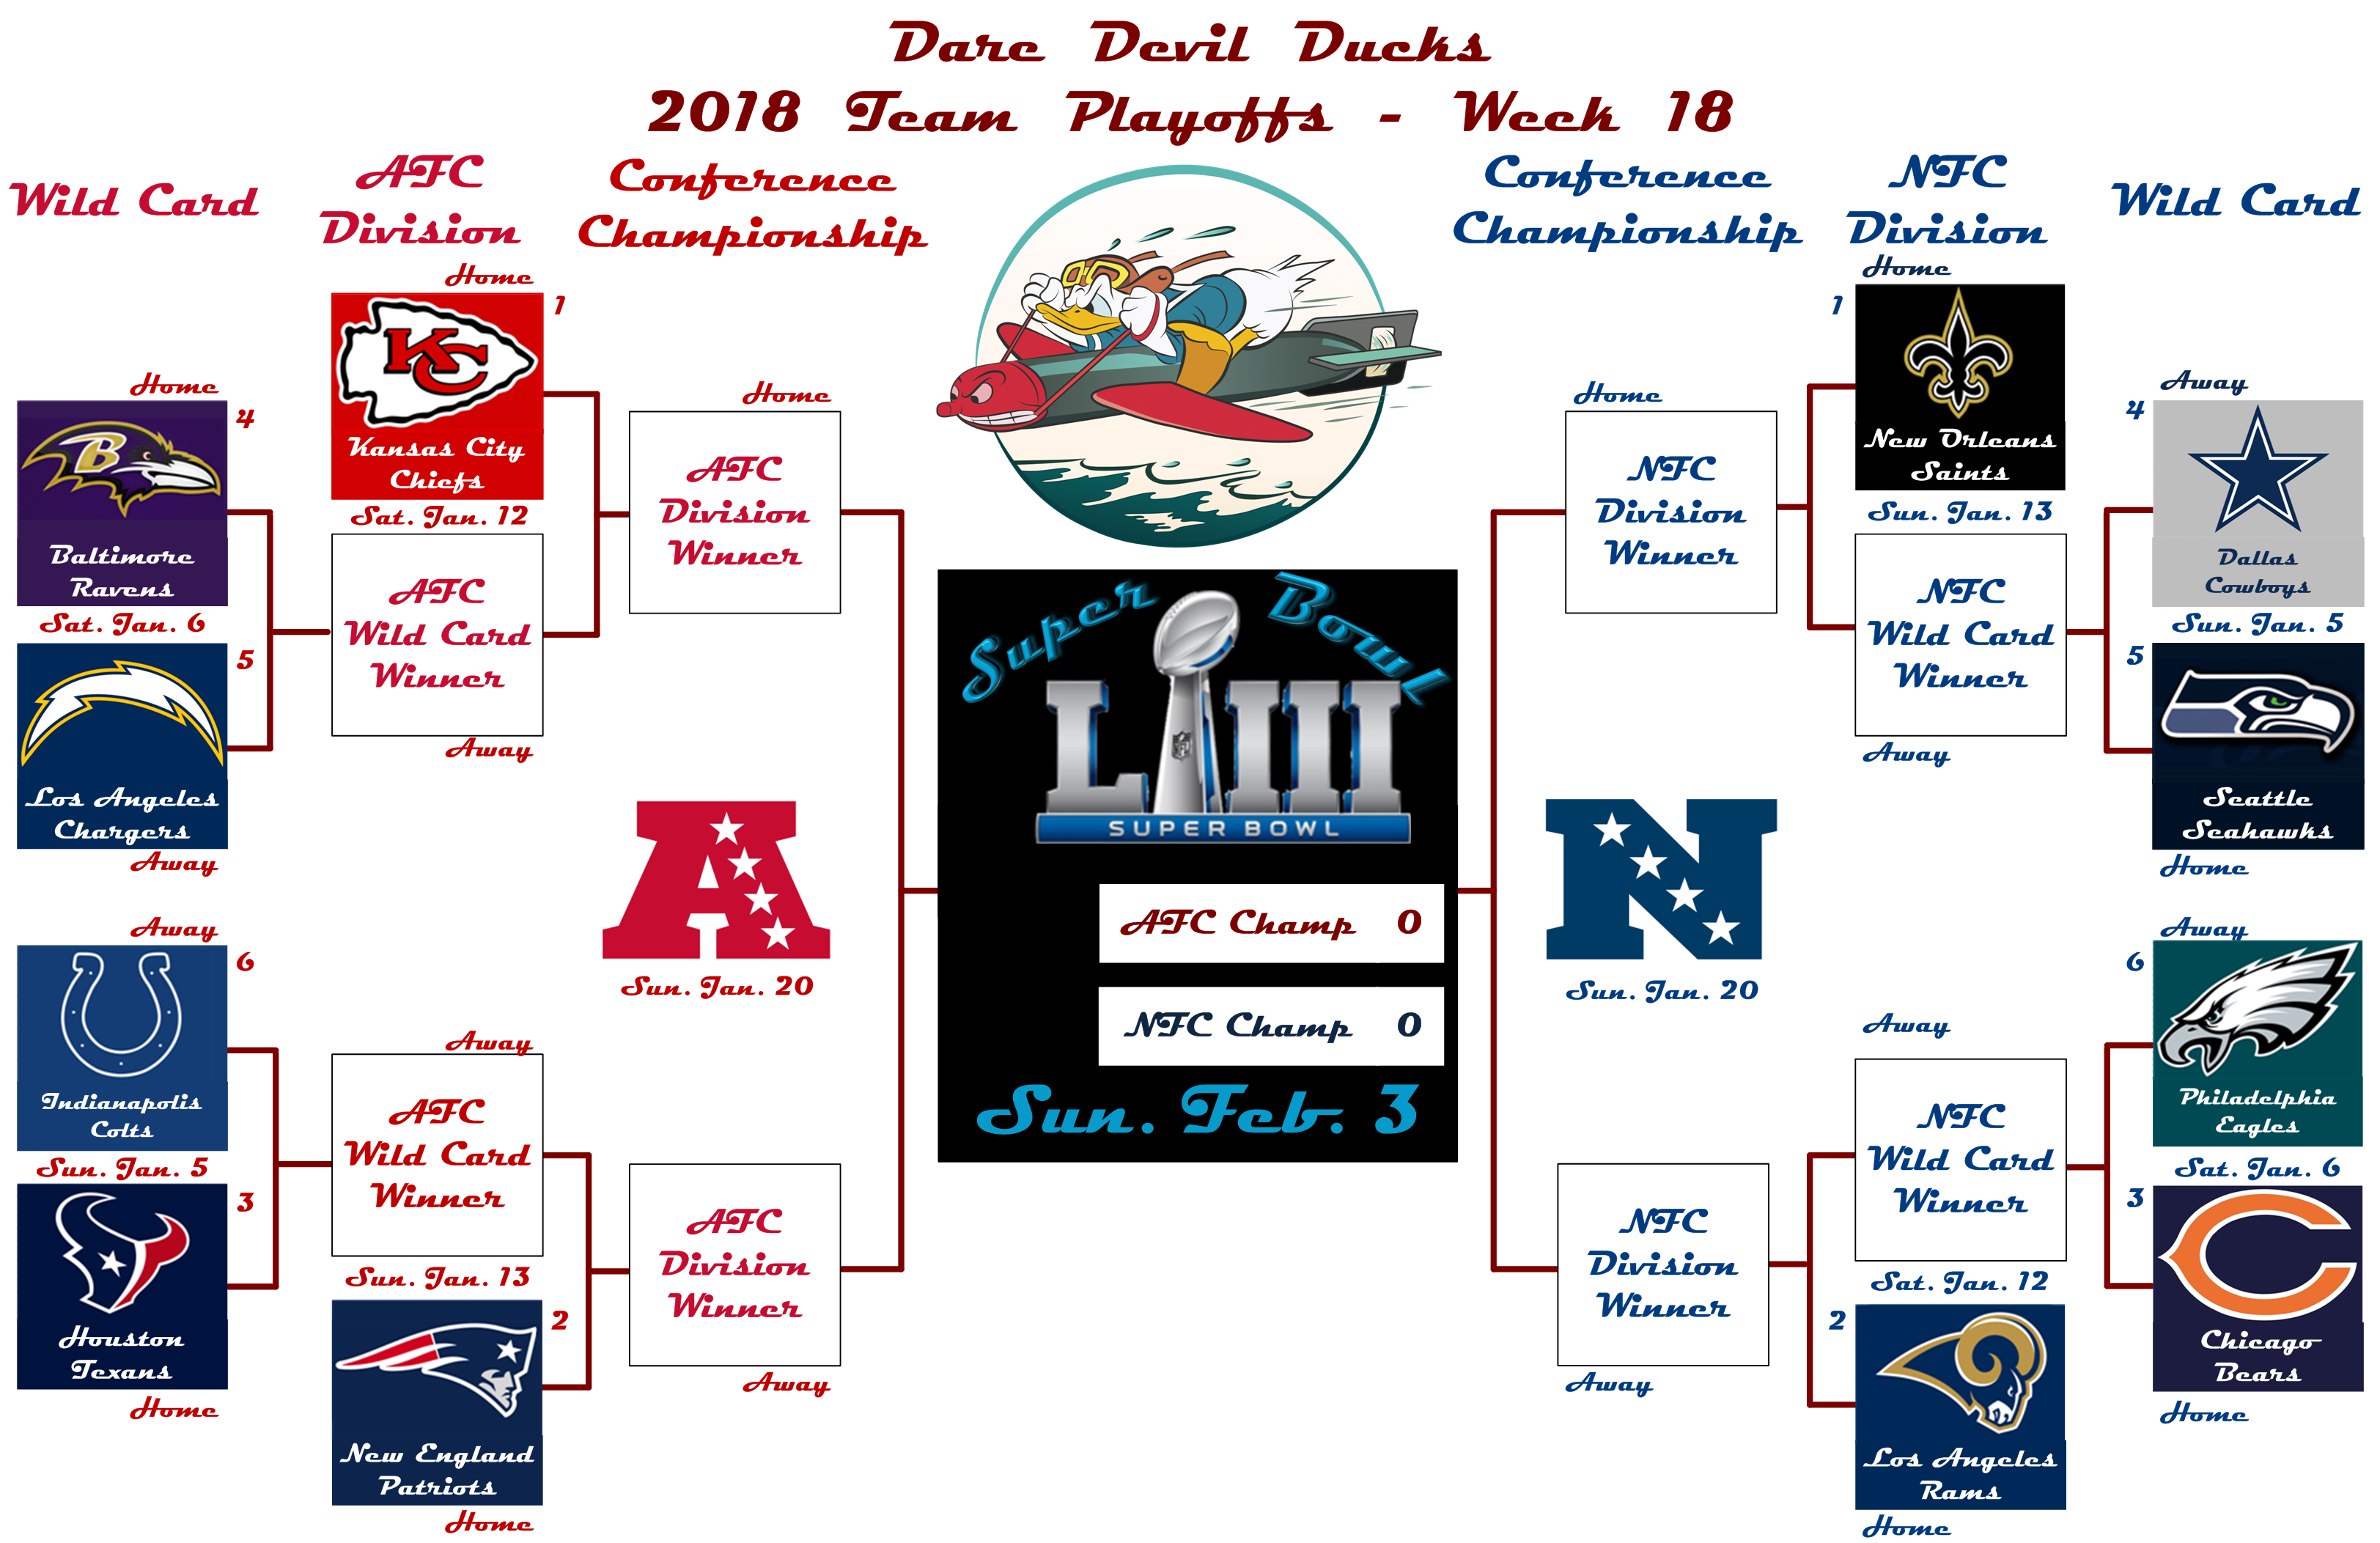 Dare Devil Ducks
2018 Team Playoffs - Week 18
Wild Card
AFC
Division
Conference
Championship
Conference
Championship
NFC
Division
Wild Card
Home
4
B
Baltimore
Ravens
Sat. Jan. 6
5
Los Angeles
Chargers
Away
Away
6
Indianapolis
Colts
Sun. Jan. 5
3
Houston
Texans
Home
Home
1
KC
Kansas City
Chiefs
Sat. Jan. 12
AFC
Wild Card
Winner
Away
Away
AFC
Wild Card
Winner
Sun. Jan. 13
2
New England
Patriots
Home
Home
AFC
Division
Winner
A
Sun. Jan. 20
AFC
Division
Winner
Away
Super Bowl
LIII
NFL
SUPER BOWL
AFC Champ 0
NFC Champ 0
Sun. Feb. 3
Home
NFC
Division
Winner
N
Sun. Jan. 20
NFC
Division
Winner
Away
Home
1
New Orleans
Saints
Sun. Jan. 13
NFC
Wild Card
Winner
Away
Away
NFC
Wild Card
Winner
Sat. Jan. 12
2
Los Angeles
Rams
Home
Away
4
Dallas
Cowboys
Sun. Jan. 5
5
Seattle
Seahawks
Home
Away
6
Philadelphia
Eagles
Sat. Jan. 6
3
Chicago
Bears
Home